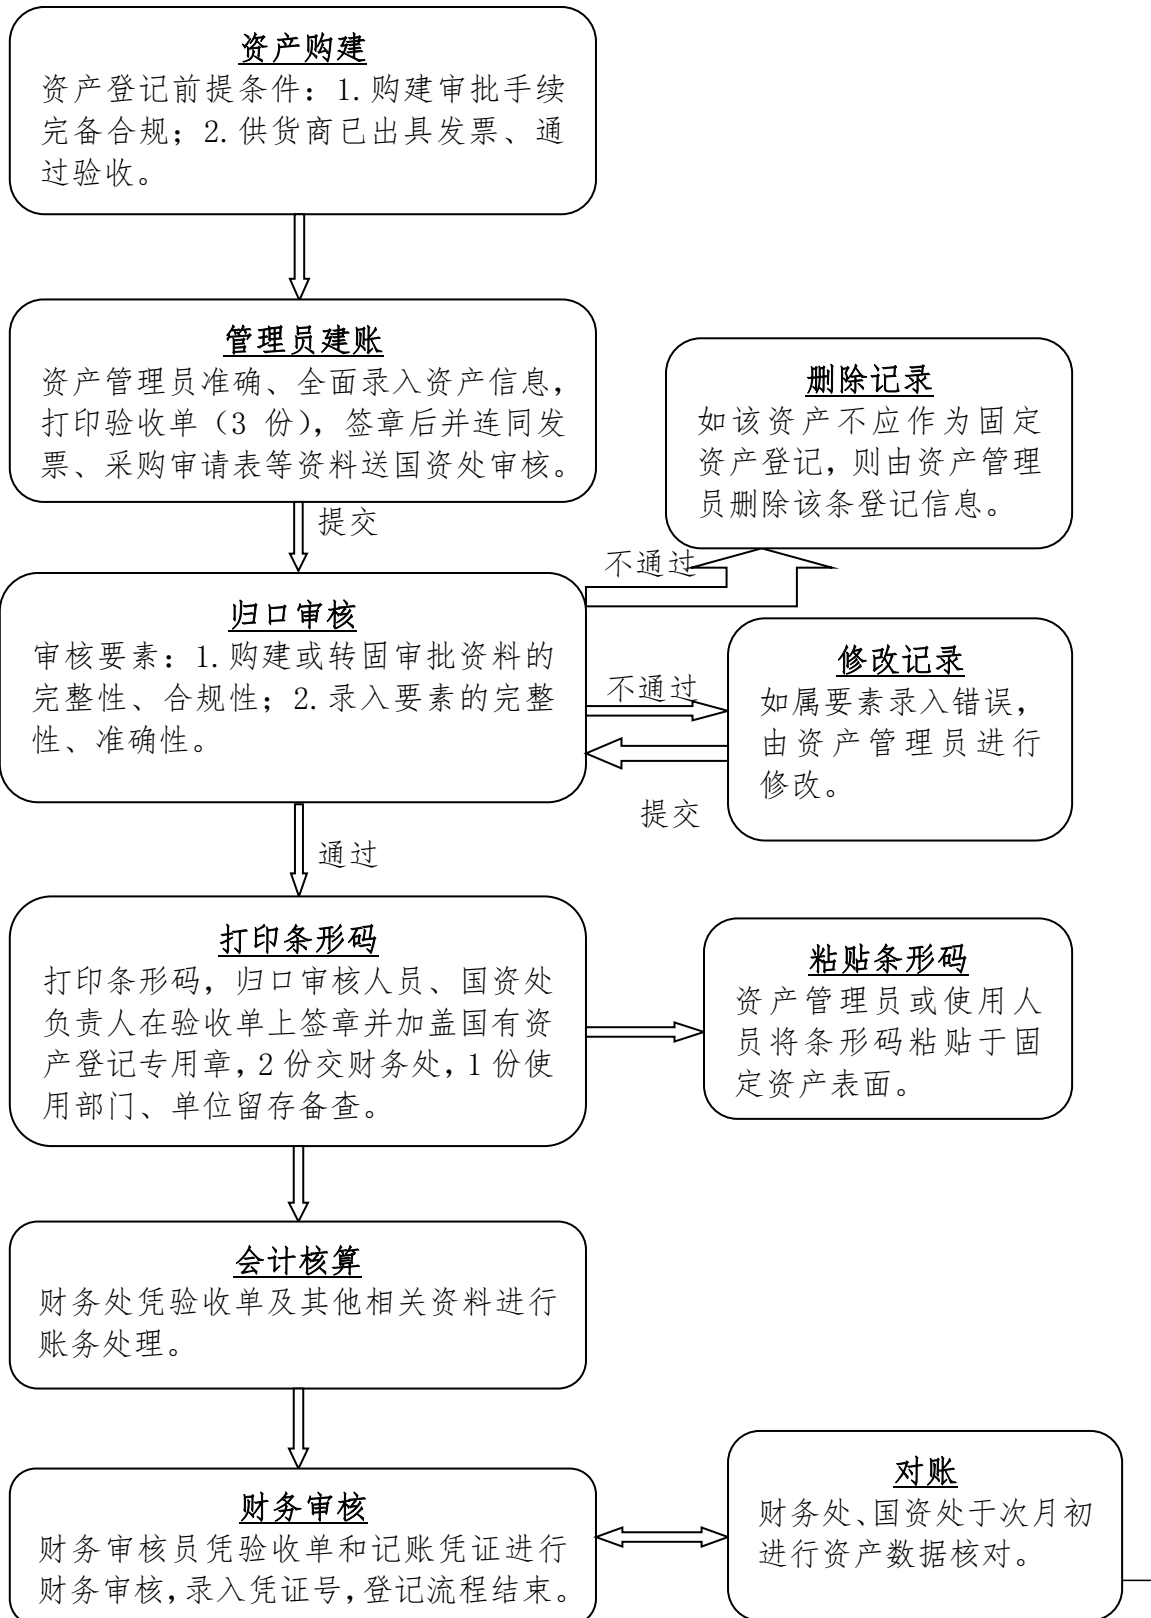 资产购建
资产登记前提条件：1.购建审批手续
完备合规；2.供货商已出具发票、通
过验收。
管理员建账
资产管理员准确、全面录入资产信息，
打印验收单（3 份），签章后并连同发
票、采购审请表等资料送国资处审核。
提交
删除记录
如该资产不应作为固定
资产登记，则由资产管理
员删除该条登记信息。
不通过
归口审核
审核要素：1.购建或转固审批资料的
完整性、合规性；2.录入要素的完整
性、准确性。
不通过
修改记录
如属要素录入错误，
由资产管理员进行
修改。
提交
通过
打印条形码
打印条形码，归口审核人员、国资处
负责人在验收单上签章并加盖国有资
产登记专用章，2 份交财务处，1 份使
用部门、单位留存备查。
粘贴条形码
资产管理员或使用人
员将条形码粘贴于固
定资产表面。
会计核算
财务处凭验收单及其他相关资料进行
账务处理。
财务审核
财务审核员凭验收单和记账凭证进行
财务审核，录入凭证号，登记流程结束。
对账
财务处、国资处于次月初
进行资产数据核对。